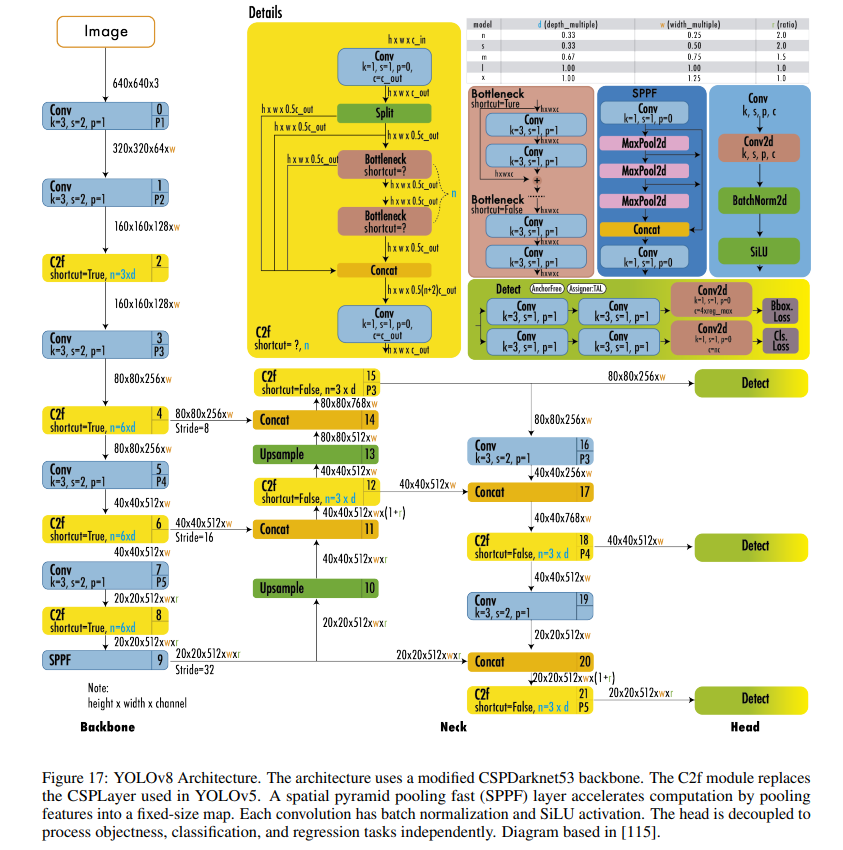 Image
640x640x3
Conv 0
k=3, s=2, p=1 P1
320x320x64xw
Conv 1
k=3, s=2, p=1 P2
160x160x128xw
C2f 2
shortcut=True, n=3xd
160x160x128xw
Conv 3
k=3, s=2, p=1 P3
80x80x256xw
C2f 4
shortcut=True, n=6xd
80x80x256xw
Stride=8
80x80x256xw
Conv 5
k=3, s=2, p=1 P4
40x40x512xw
C2f 6
shortcut=True, n=6xd
40x40x512xw
Stride=16
40x40x512xw
Conv 7
k=3, s=2, p=1 P5
20x20x512xwxr
C2f 8
shortcut=True, n=6xd
20x20x512xwxr
SPPF 9
20x20x512xwxr
Stride=32
Note:
height x width x channel
Backbone
Details
h x w x c_in
Conv
k=1, s=1, p=0,
c=c_out
h x w x c_out
h x w x 0.5c_out
Split
h x w x 0.5c_out
h x w x 0.5c_out
h x w x 0.5c_out
Bottleneck
shortcut=?
h x w x 0.5c_out
n
h x w x 0.5c_out
Bottleneck
shortcut=?
h x w x 0.5c_out
Concat
h x w x 0.5(n+2)c_out
Conv
k=1, s=1, p=0,
c=c_out
C2f
shortcut= ?, n
h x w x c_out
model d (depth_multiple) w (width_multiple) r (ratio)
n 0.33 0.25 2.0
s 0.33 0.50 2.0
m 0.67 0.75 1.5
l 1.00 1.00 1.0
x 1.00 1.25 1.0
Bottleneck
shortcut=Ture
hxwxc
Conv
k=3, s=1, p=1
hxwxc
Conv
k=3, s=1, p=1
hxwxc
+
Bottleneck
shortcut=False
hxwxc
Conv
k=3, s=1, p=1
hxwxc
Conv
k=3, s=1, p=1
hxwxc
SPPF
Conv
k=1, s=1, p=0
MaxPool2d
MaxPool2d
MaxPool2d
Concat
Conv
k=1, s=1, p=0
Conv
k, s, p, c
Conv2d
k, s, p, c
BatchNorm2d
SiLU
Detect AnchorFree Assigner:TAL
Conv
k=3, s=1, p=1
Conv
k=3, s=1, p=1
Conv2d
k=1, s=1, p=0
c=4xreg_max
Bbox.
Loss
Conv
k=3, s=1, p=1
Conv
k=3, s=1, p=1
Conv2d
k=1, s=1, p=0
c=nc
Cls.
Loss
C2f 15
shortcut=False, n=3 x d P3
80x80x256xw
Detect
80x80x768xw
Concat 14
80x80x512xw
Upsample 13
40x40x512xw
C2f 12
shortcut=False, n=3 x d
40x40x512xw
40x40x512xwx(1+r)
Concat 11
40x40x512xwxr
Upsample 10
20x20x512xwxr
80x80x256xw
Conv 16
k=3, s=2, p=1 P3
40x40x256xw
Concat 17
40x40x768xw
C2f 18
shortcut=False, n=3 x d P4
40x40x512xw
Detect
40x40x512xw
Conv 19
k=3, s=2, p=1
20x20x512xw
20x20x512xwxr
Concat 20
20x20x512xwx(1+r)
C2f 21
shortcut=False, n=3 x d P5
20x20x512xwxr
Detect
Neck
Head
Figure 17: YOLOv8 Architecture. The architecture uses a modified CSPDarknet53 backbone. The C2f module replaces
the CSPLayer used in YOLOv5. A spatial pyramid pooling fast (SPPF) layer accelerates computation by pooling
features into a fixed-size map. Each convolution has batch normalization and SiLU activation. The head is decoupled to
process objectness, classification, and regression tasks independently. Diagram based in [115].